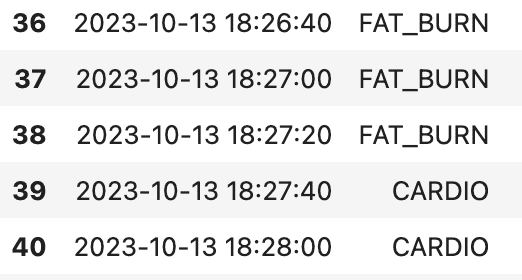 36 2023-10-13 18:26:40 FAT_BURN
37 2023-10-13 18:27:00 FAT_BURN
38 2023-10-13 18:27:20 FAT_BURN
39 2023-10-13 18:27:40 CARDIO
40 2023-10-13 18:28:00 CARDIO